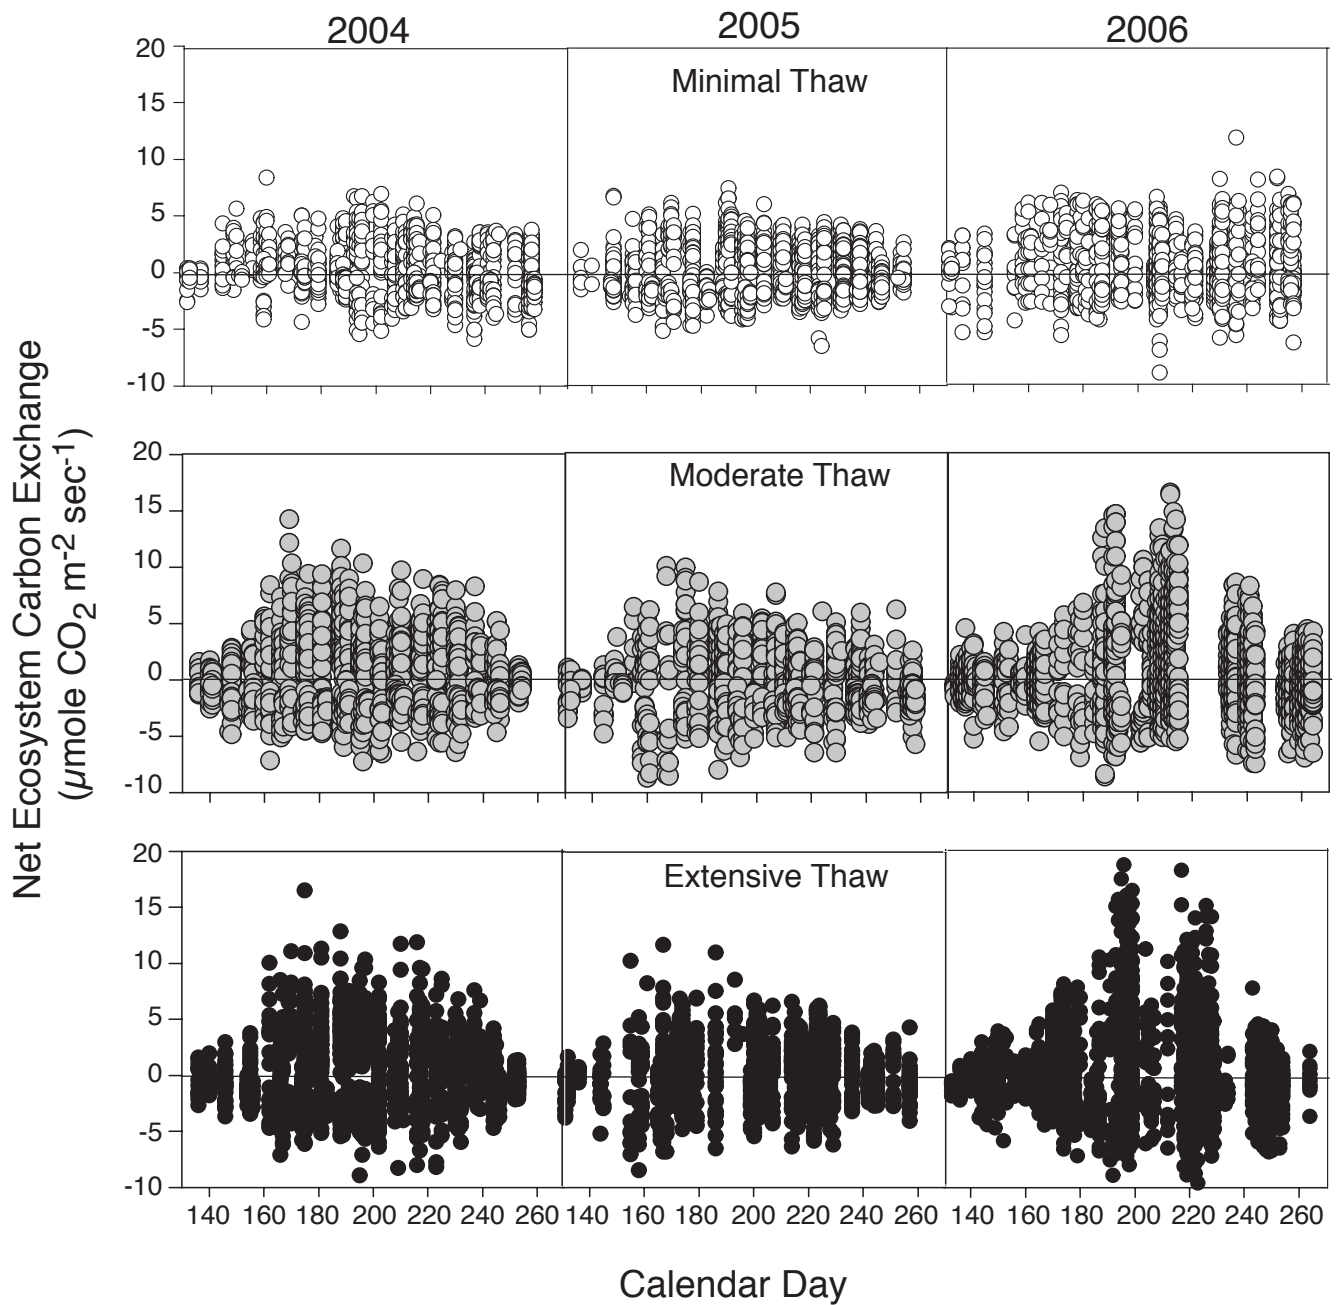 2004 2005 2006
Minimal Thaw
20
15
10
5
0
-5
-10
Moderate Thaw
20
15
10
5
0
-5
-10
Extensive Thaw
20
15
10
5
0
-5
-10
140 160 180 200 220 240 260 140 160 180 200 220 240 260 140 160 180 200 220 240 260
Net Ecosystem Carbon Exchange
(µmole CO2 m-2 sec-1)
Calendar Day